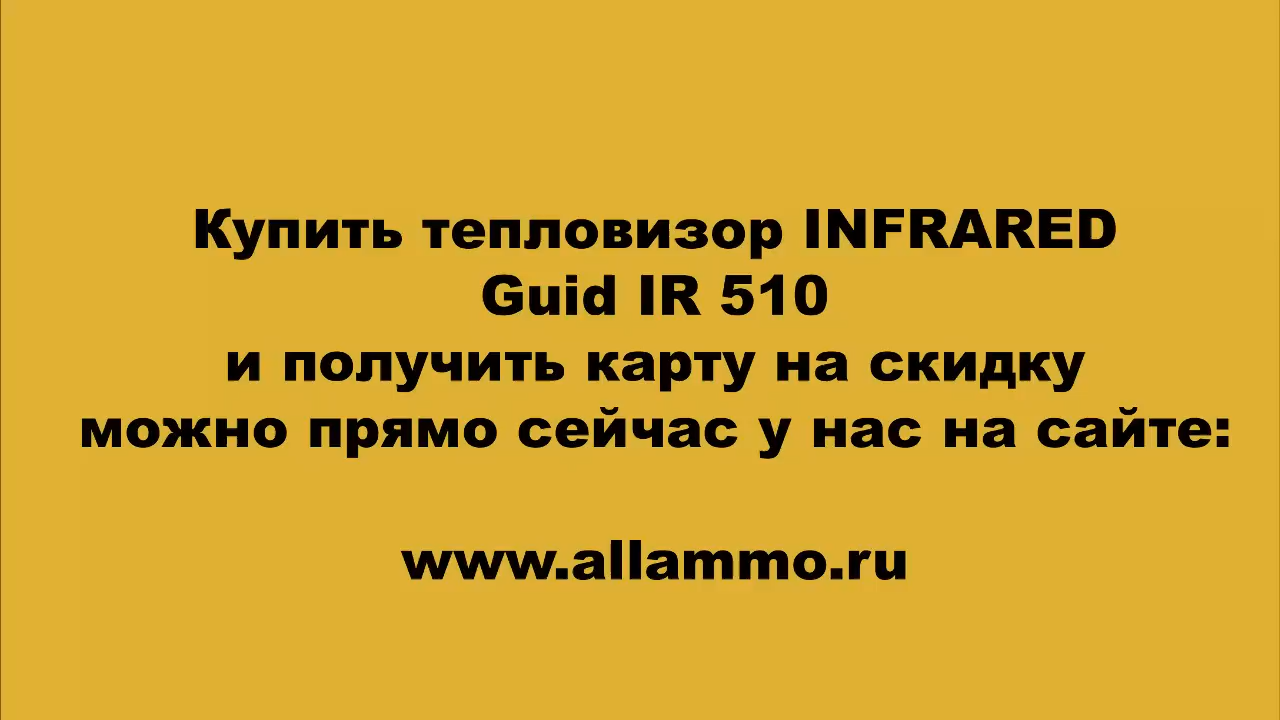 Купить тепловизор INFRARED
Guid IR 510
и получить карту на скидку
можно прямо сейчас у нас на сайте:
www.allammo.ru